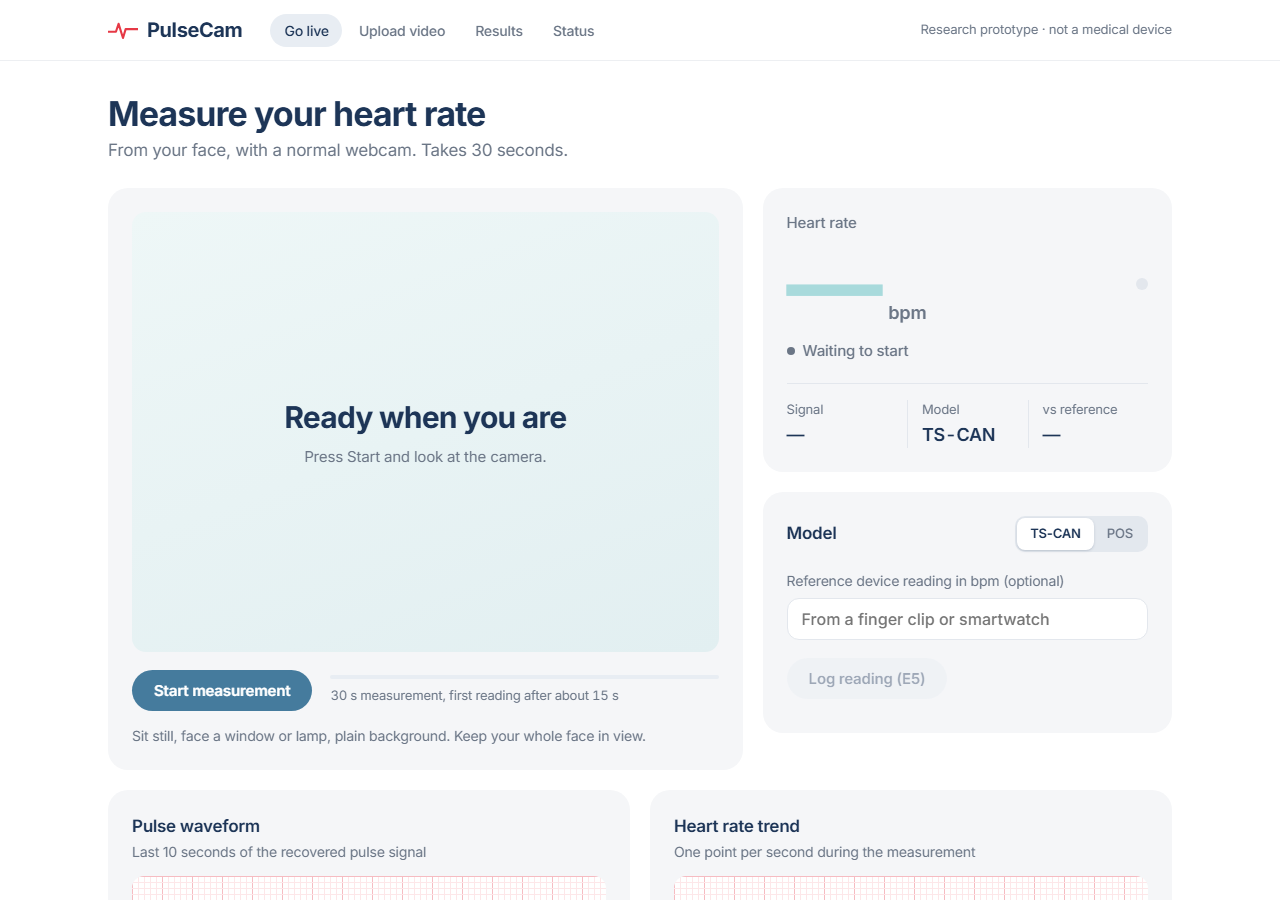 PulseCam
Go live
Upload video
Results
Status
Research prototype · not a medical device
Measure your heart rate
From your face, with a normal webcam. Takes 30 seconds.
Ready when you are
Press Start and look at the camera.
Start measurement
30 s measurement, first reading after about 15 s
Sit still, face a window or lamp, plain background. Keep your whole face in view.
Heart rate
bpm
Waiting to start
Signal
—
Model
TS-CAN
vs reference
—
Model
TS-CAN
POS
Reference device reading in bpm (optional)
From a finger clip or smartwatch
Log reading (E5)
Pulse waveform
Last 10 seconds of the recovered pulse signal
Heart rate trend
One point per second during the measurement